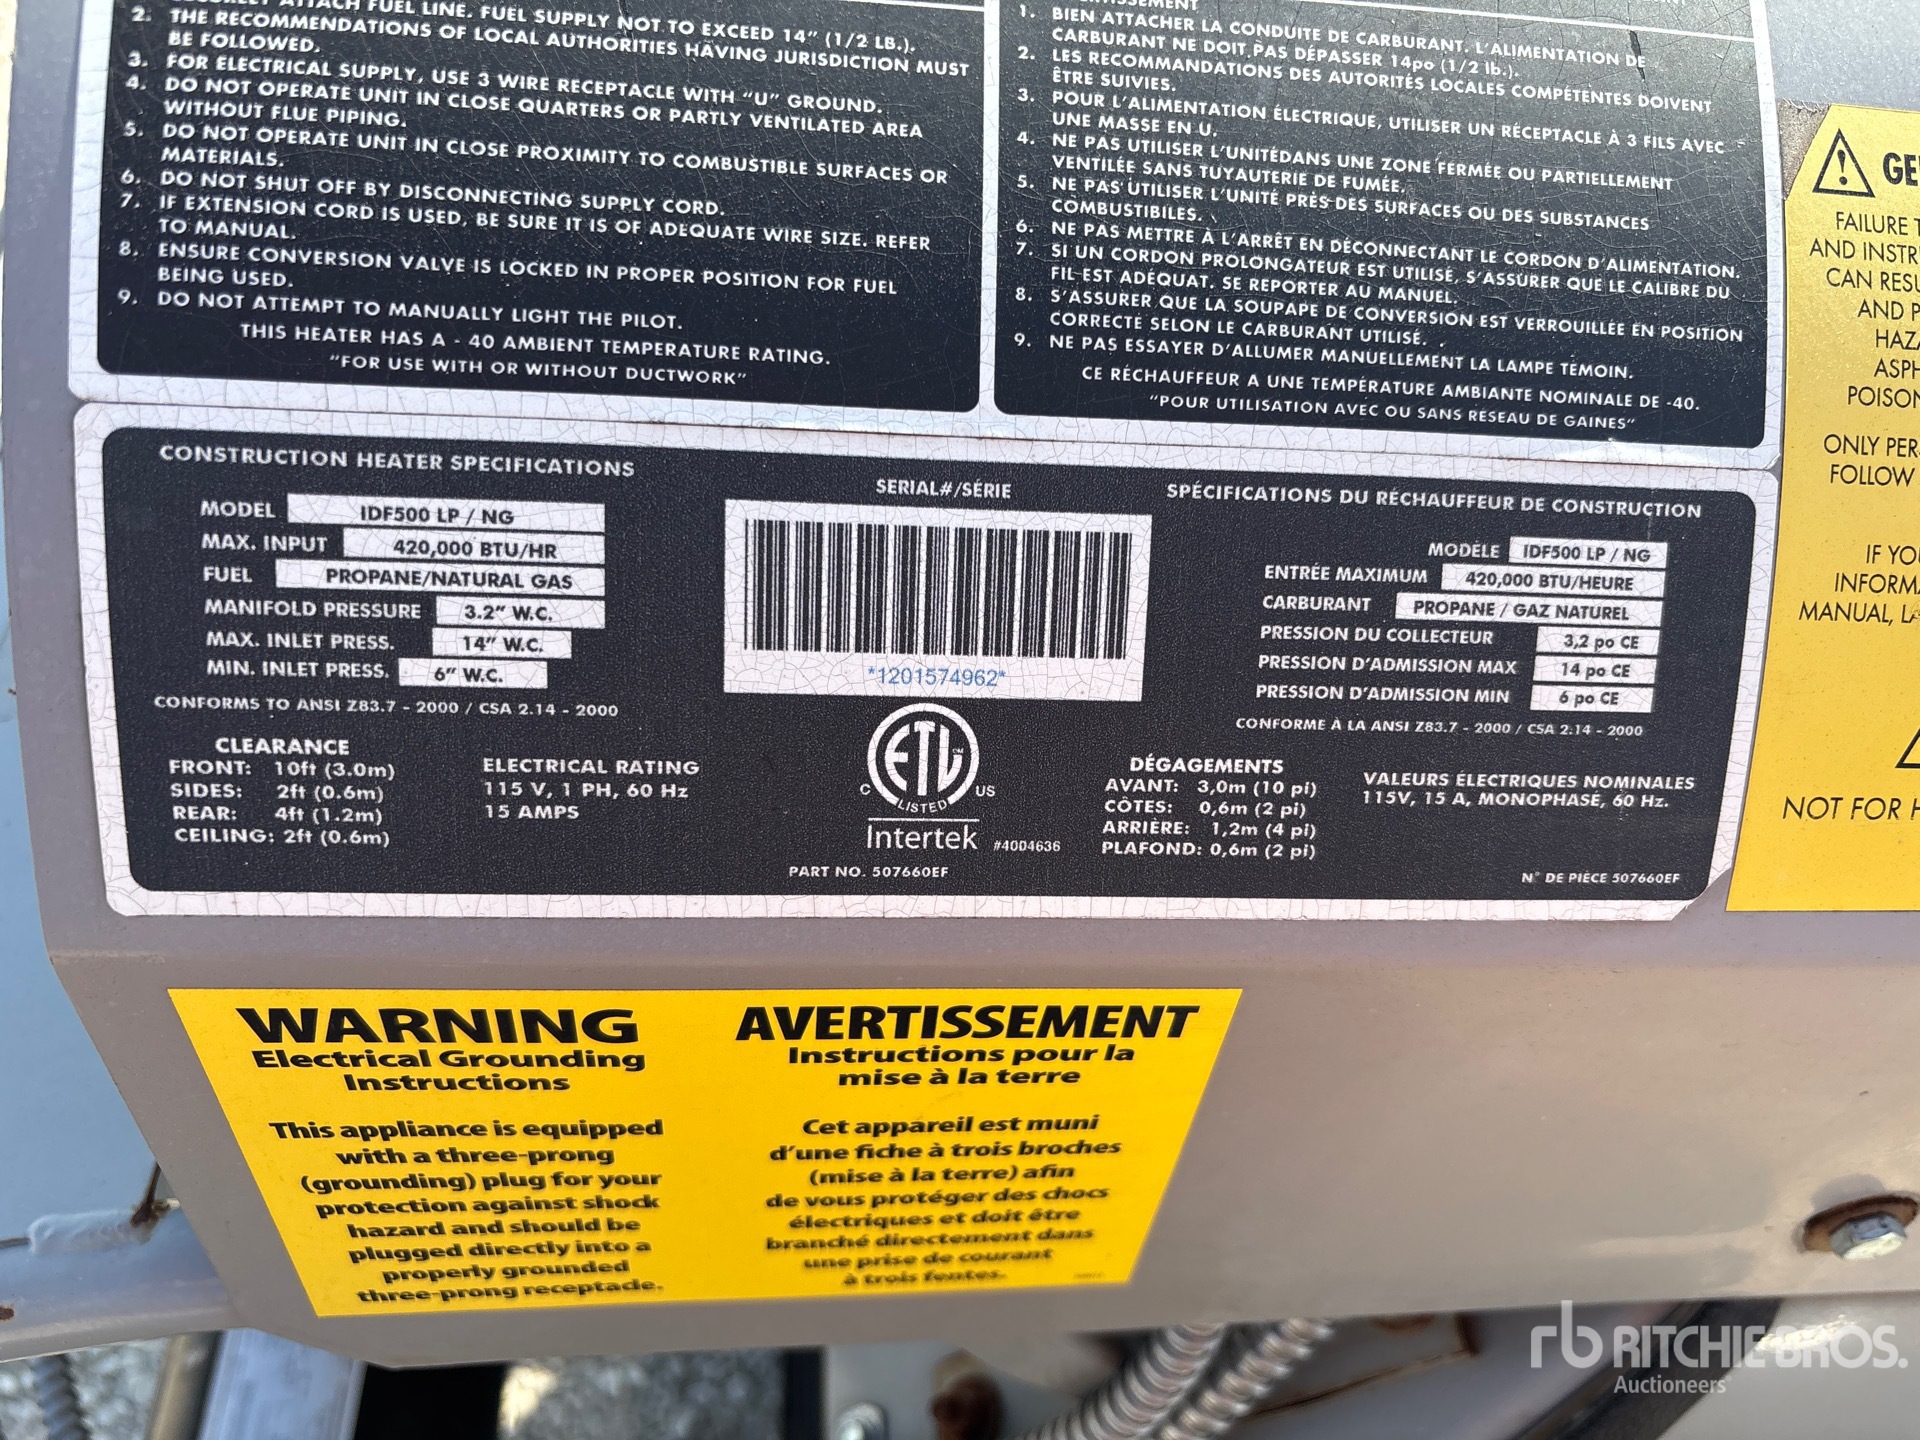 ATTACH FUEL LINE. FUEL SUPPLY NOT TO EXCEED 14" (1/2 LB.).
2. THE RECOMMENDATIONS OF LOCAL AUTHORITIES HAVING JURISDICTION MUST
BE FOLLOWED.
3. FOR ELECTRICAL SUPPLY, USE 3 WIRE RECEPTACLE WITH "U" GROUND.
4. DO NOT OPERATE UNIT IN CLOSE QUARTERS OR PARTLY VENTILATED AREA
WITHOUT FLUE PIPING.
5. DO NOT OPERATE UNIT IN CLOSE PROXIMITY TO COMBUSTIBLE SURFACES OR
MATERIALS.
6. DO NOT SHUT OFF BY DISCONNECTING SUPPLY CORD.
7. IF EXTENSION CORD IS USED, BE SURE IT IS OF ADEQUATE WIRE SIZE. REFER
TO MANUAL.
8. ENSURE CONVERSION VALVE IS LOCKED IN PROPER POSITION FOR FUEL
BEING USED.
9. DO NOT ATTEMPT TO MANUALLY LIGHT THE PILOT.
THIS HEATER HAS A - 40 AMBIENT TEMPERATURE RATING.
"FOR USE WITH OR WITHOUT DUCTWORK"
1. BIEN ATTACHER LA CONDUITE DE CARBURANT. L'ALIMENTATION DE
CARBURANT NE DOIT PAS DÉPASSER 14po (1/2 lb.).
2. LES RECOMMANDATIONS DES AUTORITÉS LOCALES COMPÉTENTES DOIVENT
ÊTRE SUIVIES.
3. POUR L'ALIMENTATION ÉLECTRIQUE, UTILISER UN RÉCEPTACLE À 3 FILS AVEC
UNE MASSE EN U.
4. NE PAS UTILISER L'UNITÉDANS UNE ZONE FERMÉE OU PARTIELLEMENT
VENTILÉE SANS TUYAUTERIE DE FUMÉE.
5. NE PAS UTILISER L'UNITÉ PRÈS DES SURFACES OU DES SUBSTANCES
COMBUSTIBILES.
6. NE PAS METTRE À L'ARRÊT EN DÉCONNECTANT LE CORDON D'ALIMENTATION.
7. SI UN CORDON PROLONGATEUR EST UTILISÉ, S'ASSURER QUE LE CALIBRE DU
FIL EST ADÉQUAT. SE REPORTER AU MANUEL.
8. S'ASSURER QUE LA SOUPAPE DE CONVERSION EST VERROUILLÉE EN POSITION
CORRECTE SELON LE CARBURANT UTILISÉ.
9. NE PAS ESSAYER D'ALLUMER MANUELLEMENT LA LAMPE TÉMOIN.
CE RÉCHAUFFEUR A UNE TEMPÉRATURE AMBIANTE NOMINALE DE -40.
"POUR UTILISATION AVEC OU SANS RÉSEAU DE GAINES"
CONSTRUCTION HEATER SPECIFICATIONS
MODEL IDF500 LP / NG
MAX. INPUT 420,000 BTU/HR
FUEL PROPANE/NATURAL GAS
MANIFOLD PRESSURE 3.2" W.C.
MAX. INLET PRESS. 14" W.C.
MIN. INLET PRESS. 6" W.C.
CONFORMS TO ANSI Z83.7 - 2000 / CSA 2.14 - 2000
CLEARANCE
FRONT: 10ft (3.0m)
SIDES: 2ft (0.6m)
REAR: 4ft (1.2m)
CEILING: 2ft (0.6m)
ELECTRICAL RATING
115 V, 1 PH, 60 Hz
15 AMPS
SERIAL#/SÉRIE
*1201574962*
ETL CM
C LISTED US
Intertek #4004636
PART NO. 507660EF
SPÉCIFICATIONS DU RÉCHAUFFEUR DE CONSTRUCTION
MODÈLE IDF500 LP / NG
ENTRÉE MAXIMUM 420,000 BTU/HEURE
CARBURANT PROPANE / GAZ NATUREL
PRESSION DU COLLECTEUR 3,2 po CE
PRESSION D'ADMISSION MAX 14 po CE
PRESSION D'ADMISSION MIN 6 po CE
CONFORME À LA ANSI Z83.7 - 2000 / CSA 2.14 - 2000
DÉGAGEMENTS
AVANT: 3,0m (10 pi)
CÔTES: 0,6m (2 pi)
ARRIÈRE: 1,2m (4 pi)
PLAFOND: 0,6m (2 pi)
VALEURS ÉLECTRIQUES NOMINALES
115V, 15 A, MONOPHASE, 60 Hz.
N° DE PIÈCE 507660EF
FAILURE
AND
CAN
AND
ONLY
FOLLOW
IF
MANUAL,
NOT FOR
WARNING
Electrical Grounding
Instructions
This appliance is equipped
with a three-prong
(grounding) plug for your
protection against shock
hazard and should be
plugged directly into a
properly grounded
three-prong receptacle.
AVERTISSEMENT
Instructions pour la
mise à la terre
Cet appareil est muni
d'une fiche à trois broches
(mise à la terre) afin
de vous protéger des chocs
électriques et doit être
branché directement dans
une prise de courant
à trois fentes.
rb RITCHIE BROS.
Auctioneers